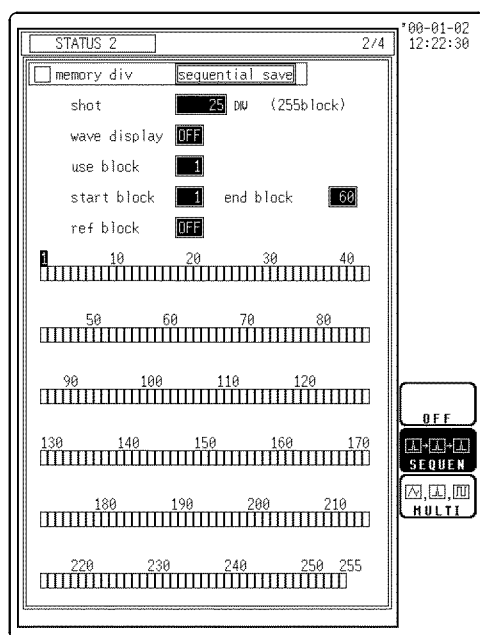 '00-01-02
STATUS 2 2/4 12:22:30
memory div sequential save
shot 25 DIV (255block)
wave display OFF
use block 1
start block 1 end block 60
ref block OFF
1 10 20 30 40
50 60 70 80
90 100 110 120
OFF
130 140 150 160 170
SEQUEN
180 190 200 210
MULTI
220 230 240 250 255